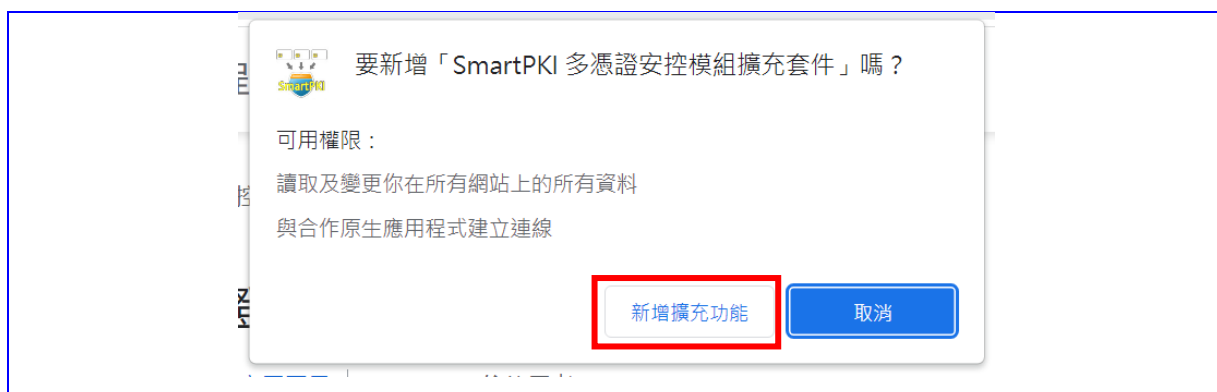 SmartPKI
要新增「SmartPKI 多憑證安控模組擴充套件」嗎？
可用權限：
讀取及變更你在所有網站上的所有資料
與合作原生應用程式建立連線
新增擴充功能
取消